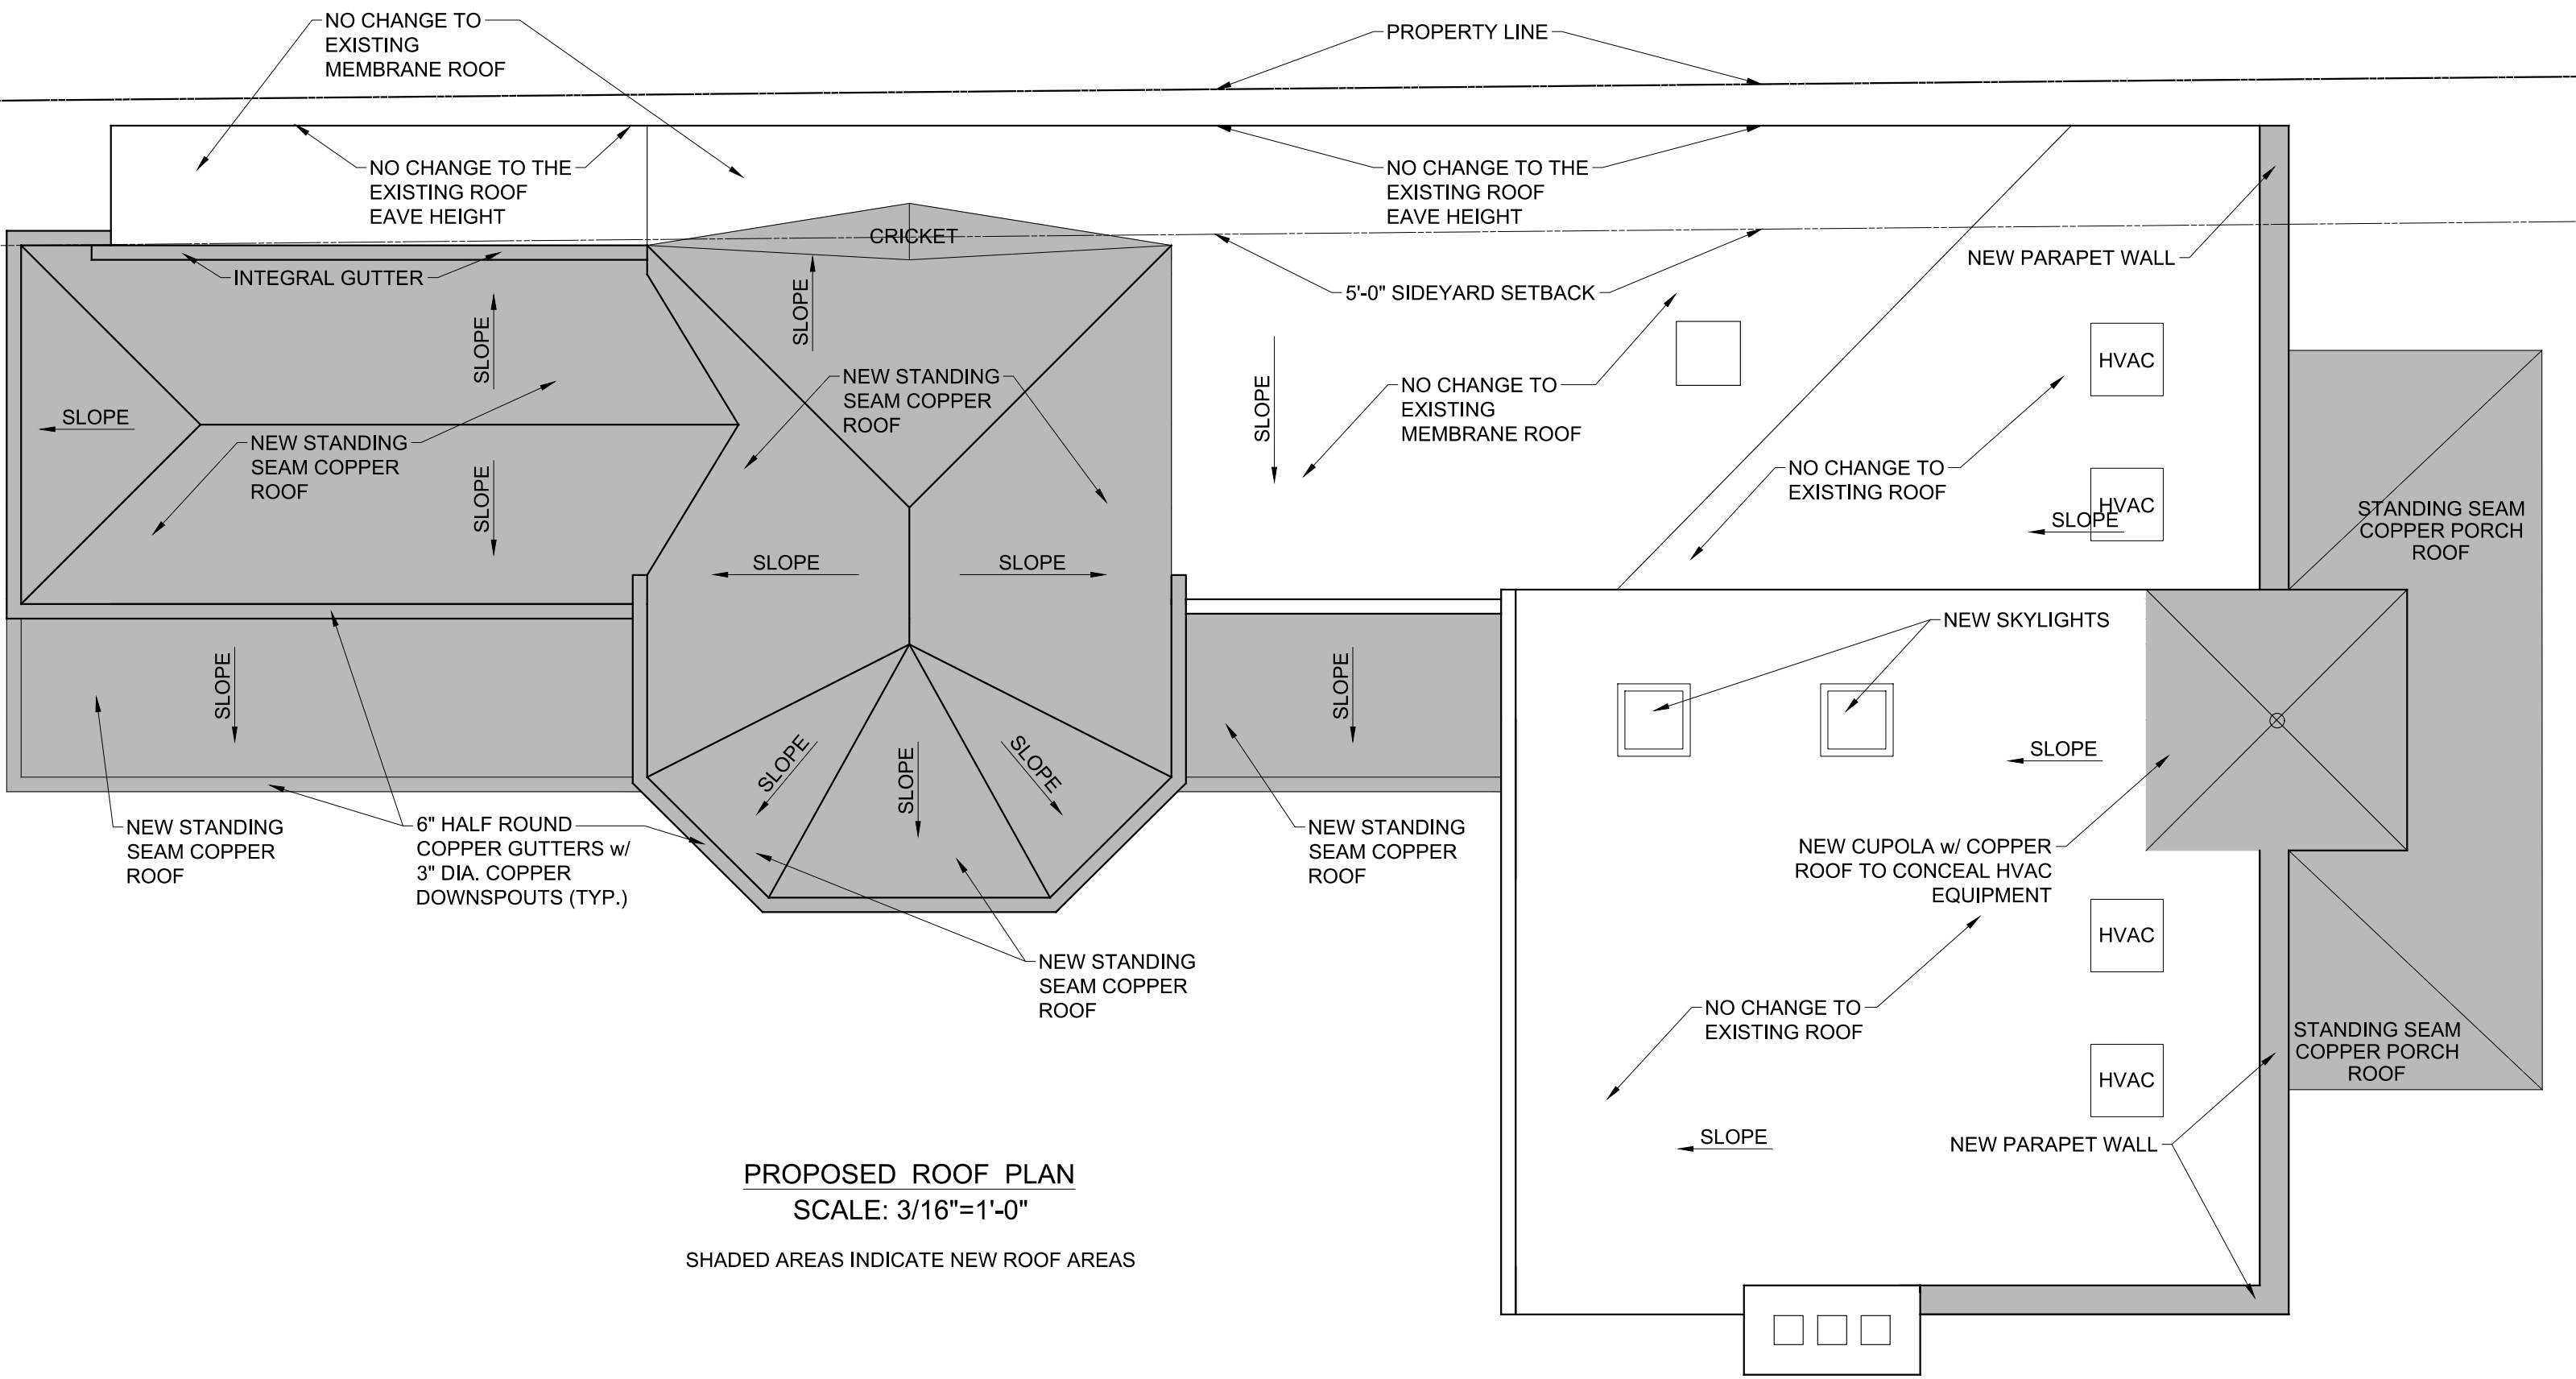 NO CHANGE TO
EXISTING
MEMBRANE ROOF
PROPERTY LINE
NO CHANGE TO THE
EXISTING ROOF
EAVE HEIGHT
NO CHANGE TO THE
EXISTING ROOF
EAVE HEIGHT
CRICKET
NEW PARAPET WALL
INTEGRAL GUTTER
5'-0" SIDEYARD SETBACK
SLOPE
SLOPE
SLOPE
HVAC
NEW STANDING
SEAM COPPER
ROOF
NO CHANGE TO
EXISTING
MEMBRANE ROOF
SLOPE
NEW STANDING
SEAM COPPER
ROOF
SLOPE
NO CHANGE TO
EXISTING ROOF
HVAC
SLOPE
STANDING SEAM
COPPER PORCH
ROOF
SLOPE
SLOPE
NEW SKYLIGHTS
SLOPE
SLOPE
SLOPE
SLOPE
SLOPE
SLOPE
NEW STANDING
SEAM COPPER
ROOF
6" HALF ROUND
COPPER GUTTERS w/
3" DIA. COPPER
DOWNSPOUTS (TYP.)
NEW STANDING
SEAM COPPER
ROOF
NEW CUPOLA w/ COPPER
ROOF TO CONCEAL HVAC
EQUIPMENT
HVAC
NEW STANDING
SEAM COPPER
ROOF
NO CHANGE TO
EXISTING ROOF
STANDING SEAM
COPPER PORCH
ROOF
HVAC
SLOPE
NEW PARAPET WALL
PROPOSED ROOF PLAN
SCALE: 3/16"=1'-0"
SHADED AREAS INDICATE NEW ROOF AREAS